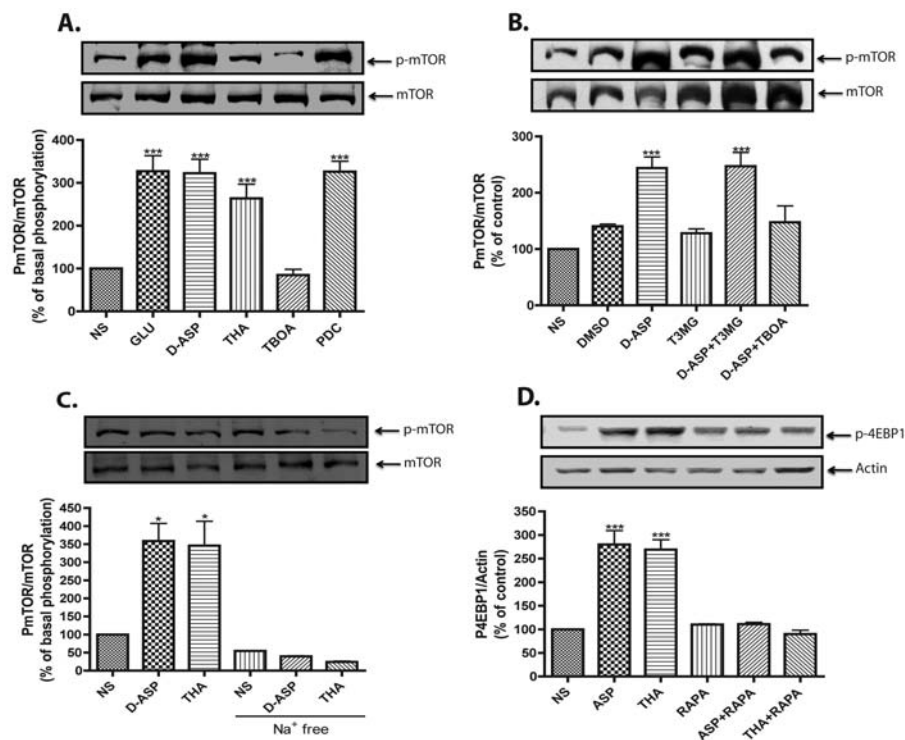 A.
p-mTOR
mTOR
PmTOR/mTOR
(% of basal phosphorylation)
400
300
200
100
0
***
***
***
***
NS
GLU
D-ASP
THA
TBOA
PDC
B.
p-mTOR
mTOR
PmTOR/mTOR
(% of control)
300
250
200
150
100
50
0
***
***
NS
DMSO
D-ASP
T3MG
D-ASP+T3MG
D-ASP+TBOA
C.
p-mTOR
mTOR
PmTOR/mTOR
(% of basal phosphorylation)
450
400
350
300
250
200
150
100
50
0
*
*
NS
D-ASP
THA
NS
D-ASP
THA
Na⁺ free
D.
p-4EBP1
Actin
P4EBP1/Actin
(% of control)
350
300
250
200
150
100
50
0
***
***
NS
ASP
THA
RAPA
ASP+RAPA
THA+RAPA